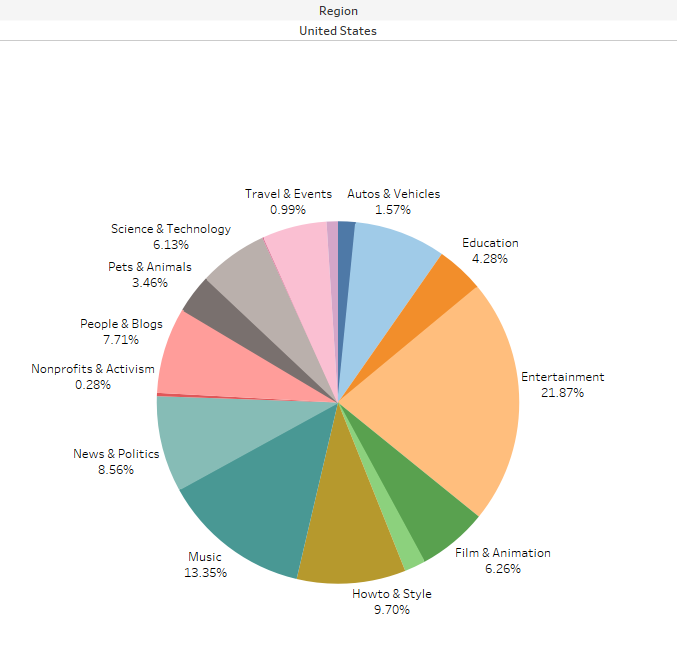 Region
United States
Travel & Events
0.99%
Autos & Vehicles
1.57%
Science & Technology
6.13%
Education
4.28%
Pets & Animals
3.46%
People & Blogs
7.71%
Nonprofits & Activism
0.28%
Entertainment
21.87%
News & Politics
8.56%
Music
13.35%
Film & Animation
6.26%
Howto & Style
9.70%